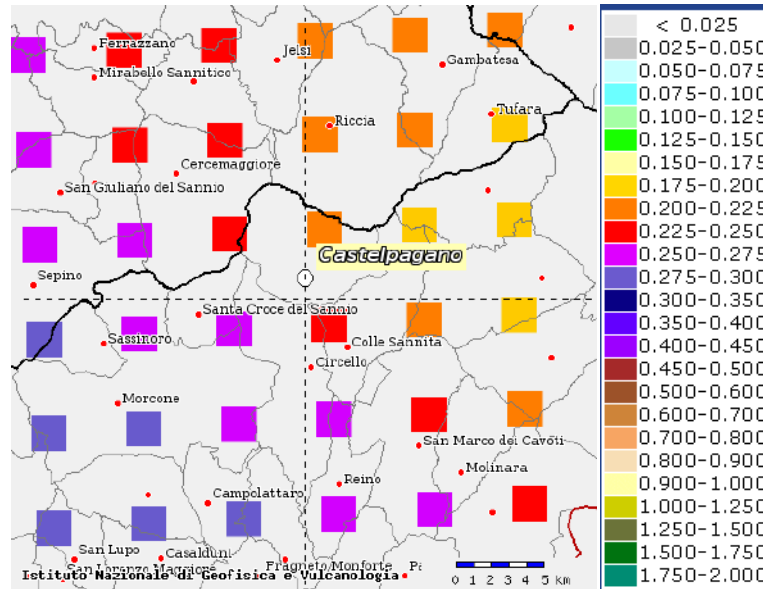 Ferrazzano
Jelsi
Gambatesa
Mirabello Sannitico
Tufara
Riccia
Cercemaggiore
San Giuliano del Sannio
Castelpagano
Sepino
Santa Croce del Sannio
Sassinoro
Colle Sannita
Circello
Morcone
San Marco dei Cavoti
Molinara
Reino
Campolattaro
San Lupo
Casalduni
San Lorenzo Maggiore
Fragneto Monforte
Istituto Nazionale di Geofisica e Vulcanologia
0 1 2 3 4 5 km
< 0.025
0.025-0.050
0.050-0.075
0.075-0.100
0.100-0.125
0.125-0.150
0.150-0.175
0.175-0.200
0.200-0.225
0.225-0.250
0.250-0.275
0.275-0.300
0.300-0.350
0.350-0.400
0.400-0.450
0.450-0.500
0.500-0.600
0.600-0.700
0.700-0.800
0.800-0.900
0.900-1.000
1.000-1.250
1.250-1.500
1.500-1.750
1.750-2.000